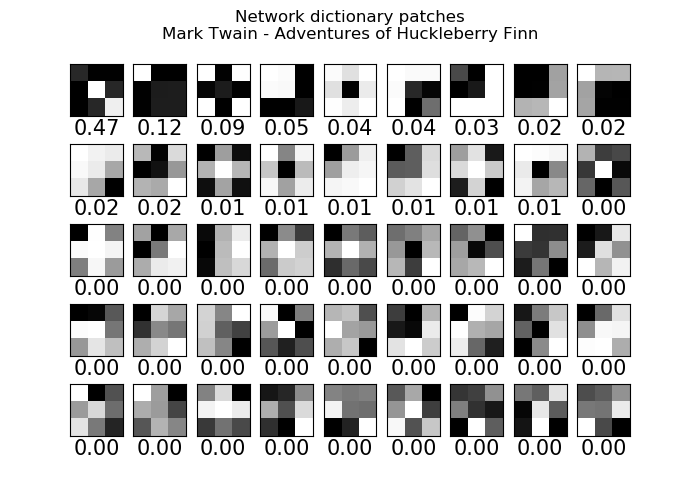 Network dictionary patches
Mark Twain - Adventures of Huckleberry Finn
0.47 0.12 0.09 0.05 0.04 0.04 0.03 0.02 0.02
0.02 0.02 0.01 0.01 0.01 0.01 0.01 0.01 0.00
0.00 0.00 0.00 0.00 0.00 0.00 0.00 0.00 0.00
0.00 0.00 0.00 0.00 0.00 0.00 0.00 0.00 0.00
0.00 0.00 0.00 0.00 0.00 0.00 0.00 0.00 0.00